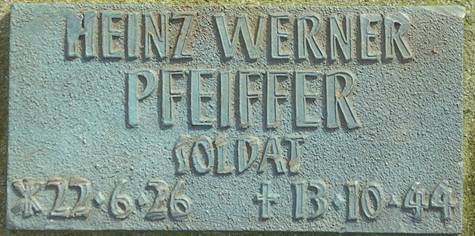 HEINZ WERNER
PFEIFFER
SOLDAT
*22·6·26 †13·10·44